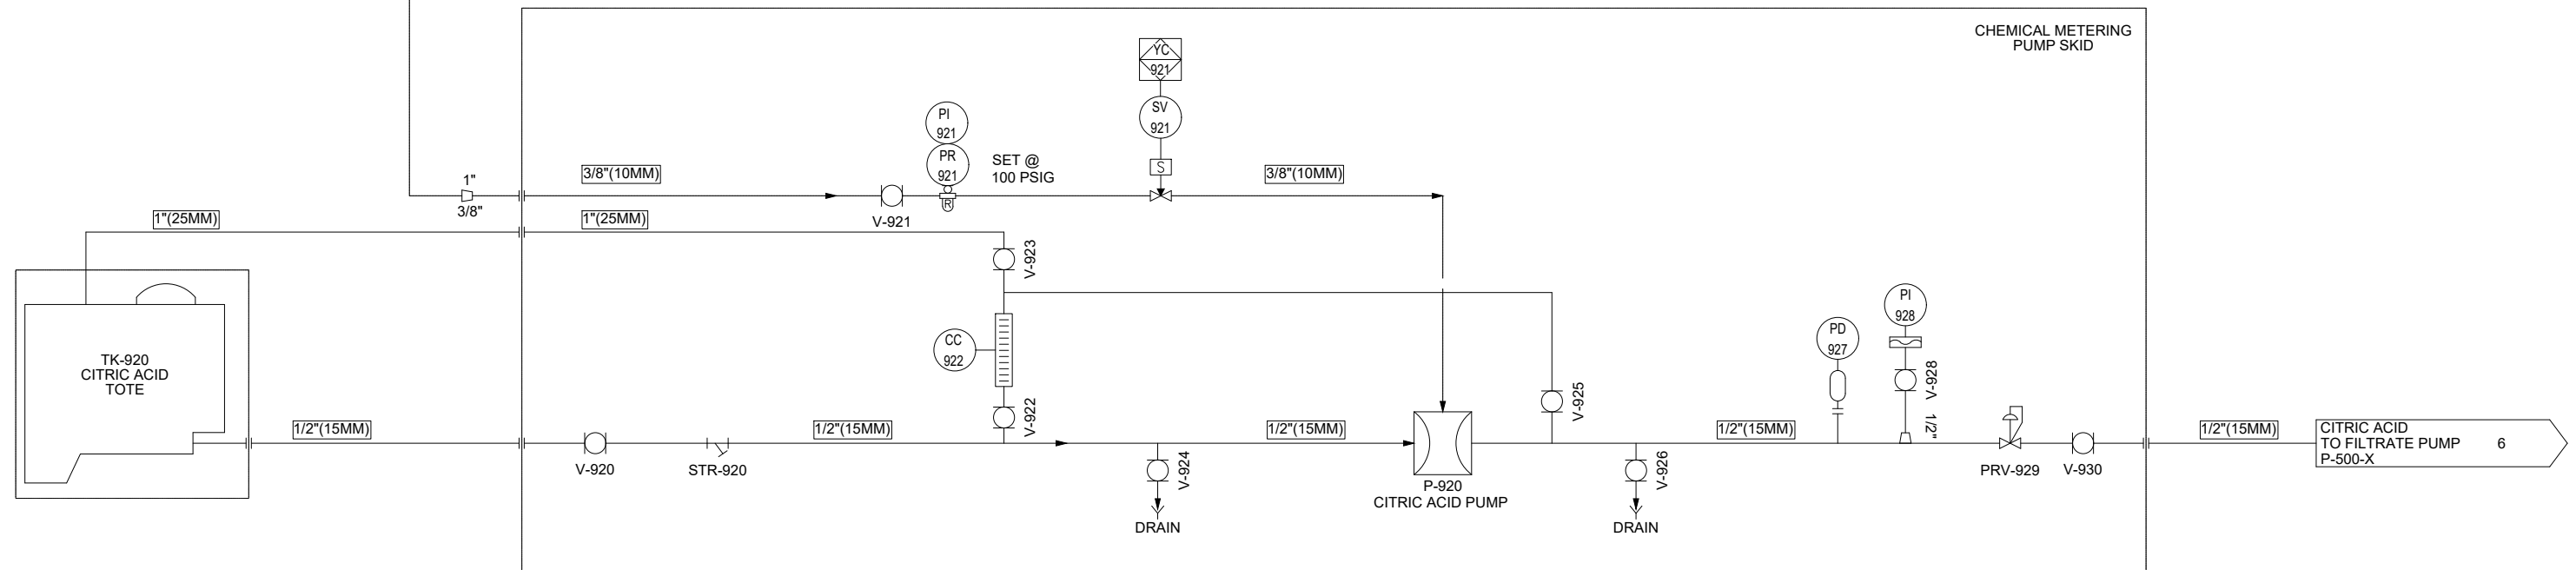 CHEMICAL METERING
PUMP SKID
YC
921
SV
921
S
PI
921
PR
921
R
SET @
100 PSIG
3/8"(10MM)
3/8"(10MM)
1"
3/8"
V-921
1"(25MM)
1"(25MM)
V-923
TK-920
CITRIC ACID
TOTE
CC
922
V-922
V-925
PD
927
PI
928
V-928
1/2"
1/2"(15MM)
1/2"(15MM)
1/2"(15MM)
1/2"(15MM)
1/2"(15MM)
V-920
STR-920
V-924
DRAIN
P-920
CITRIC ACID PUMP
V-926
DRAIN
PRV-929
V-930
CITRIC ACID
TO FILTRATE PUMP 6
P-500-X